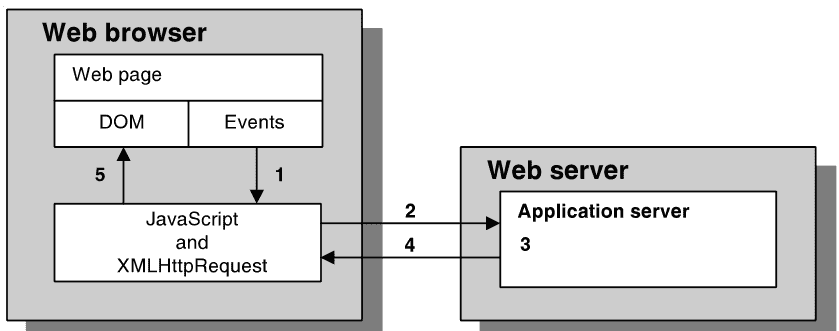 Web browser
Web page
DOM
Events
5
1
JavaScript
and
XMLHttpRequest
2
4
Web server
Application server
3